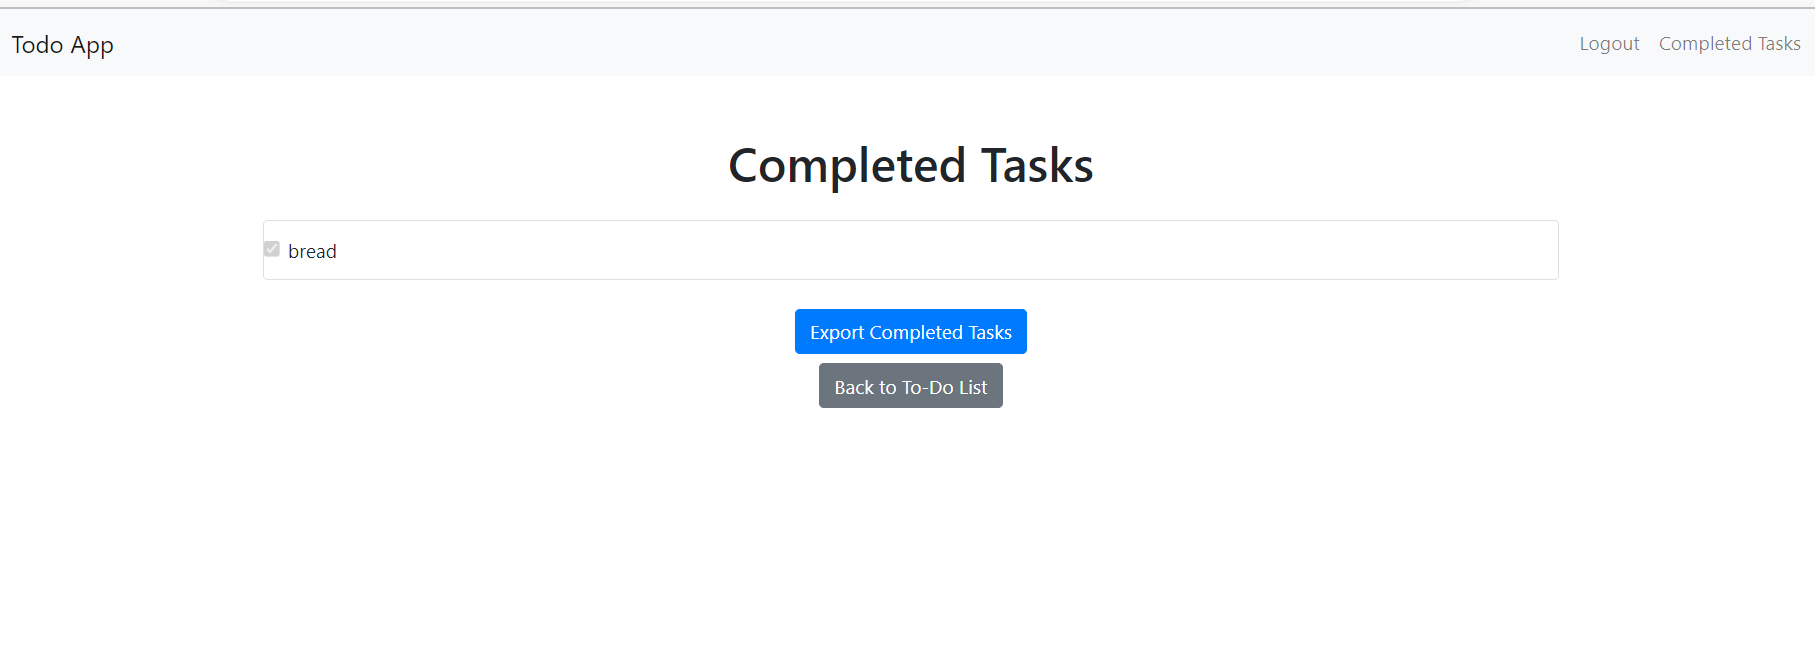 Todo App
Logout Completed Tasks
Completed Tasks
bread
Export Completed Tasks
Back to To-Do List